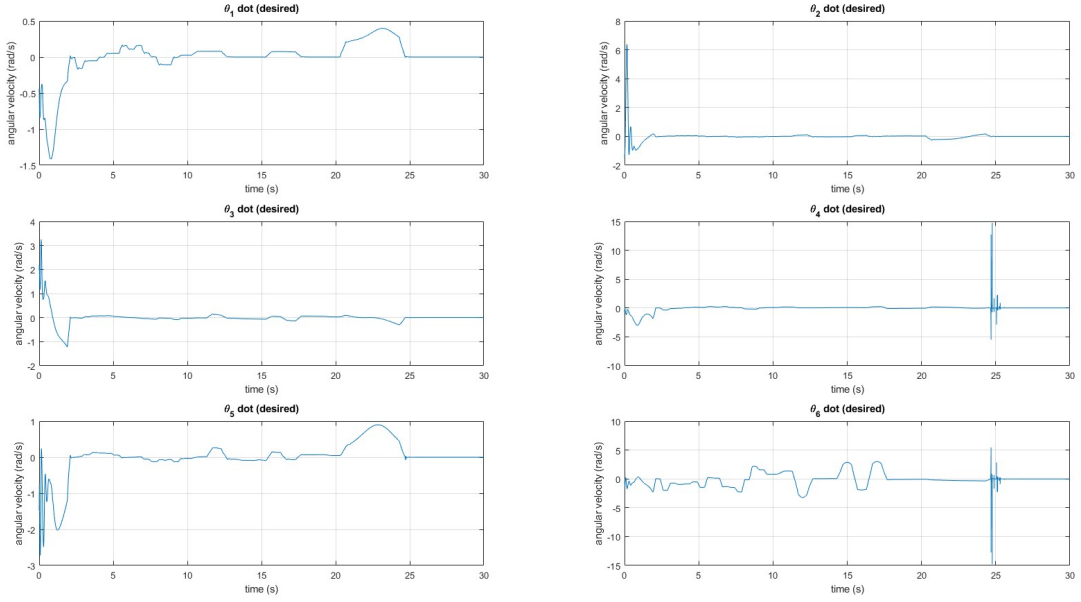 θ1 dot (desired)
0.5
0
-0.5
-1
-1.5
angular velocity (rad/s)
0 5 10 15 20 25 30
time (s)
θ2 dot (desired)
8
6
4
2
0
-2
angular velocity (rad/s)
0 5 10 15 20 25 30
time (s)
θ3 dot (desired)
4
3
2
1
0
-1
-2
angular velocity (rad/s)
0 5 10 15 20 25 30
time (s)
θ4 dot (desired)
15
10
5
0
-5
-10
angular velocity (rad/s)
0 5 10 15 20 25 30
time (s)
θ5 dot (desired)
1
0
-1
-2
-3
angular velocity (rad/s)
0 5 10 15 20 25 30
time (s)
θ6 dot (desired)
10
5
0
-5
-10
-15
angular velocity (rad/s)
0 5 10 15 20 25 30
time (s)